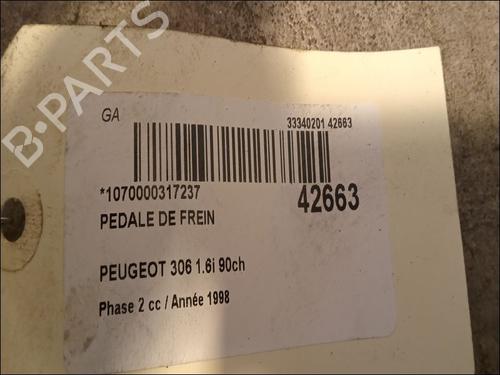 B-PARTS
GA
33340201 42663
*1070000317237
42663
PEDALE DE FREIN
PEUGEOT 306 1.6i 90ch
Phase 2 cc / Année 1998